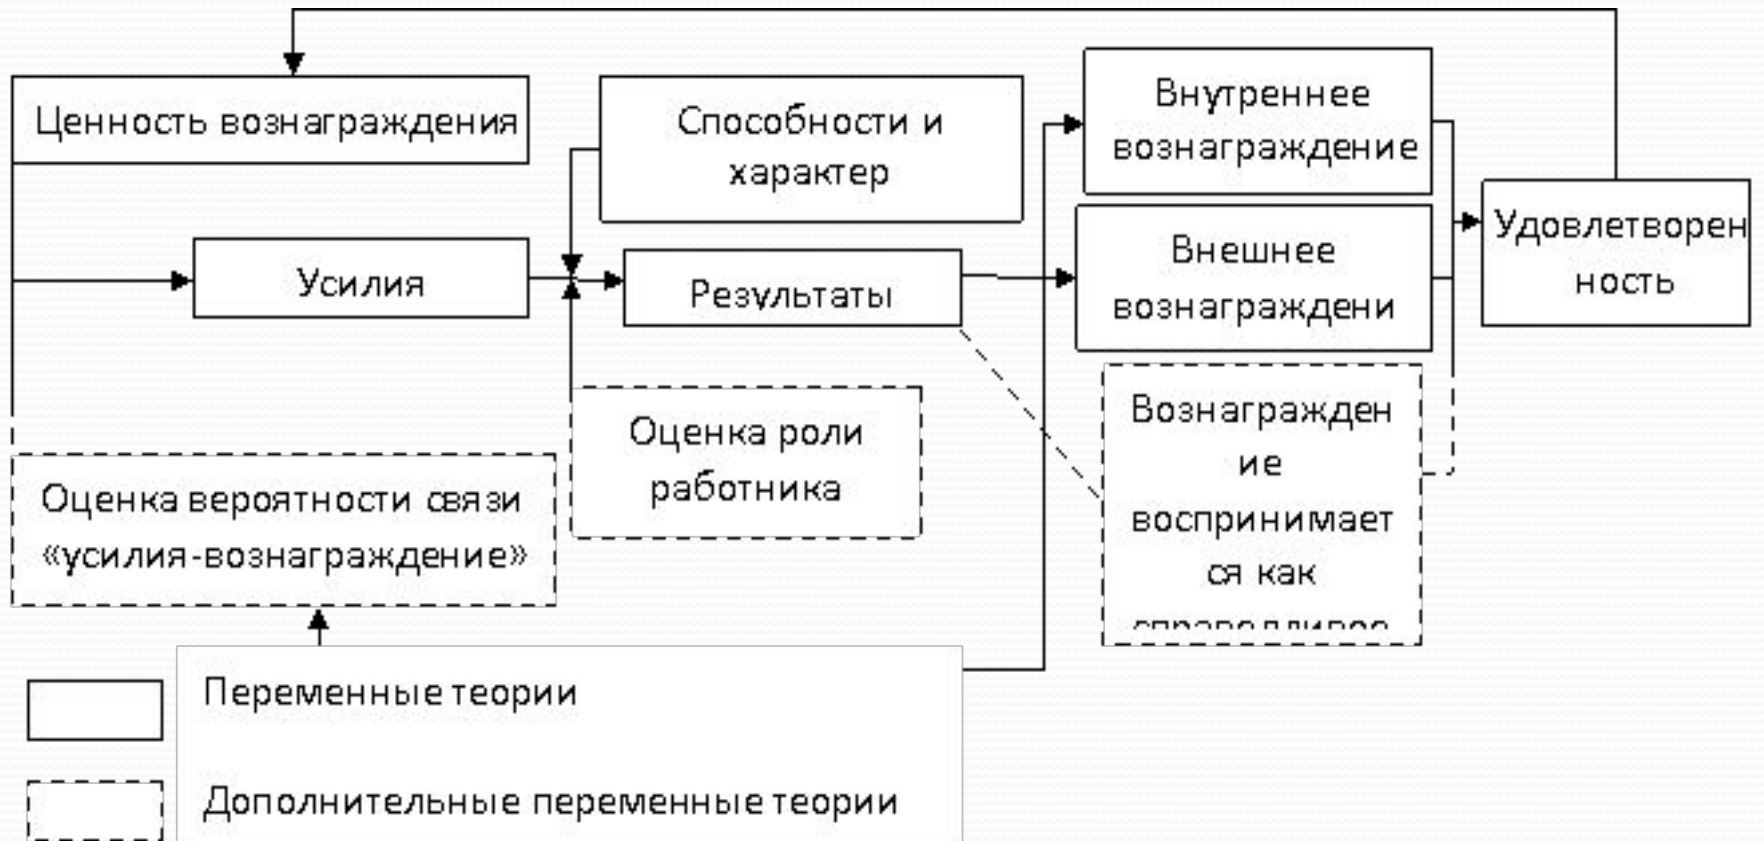 Ценность вознаграждения
Способности и
характер
Внутреннее
вознаграждение
Усилия
Результаты
Внешнее
вознаграждени
Удовлетворен
ность
Оценка роли
работника
Вознагражден
ие
воспринимает
ся как
Оценка вероятности связи
«усилия-вознаграждение»
Переменные теории
Дополнительные переменные теории